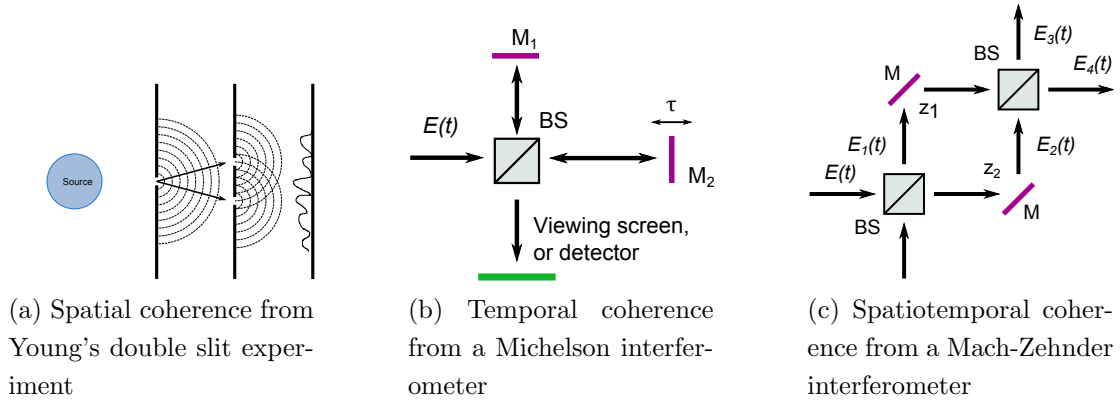 Source
(a) Spatial coherence from
Young's double slit exper-
iment
M1
E(t)
BS
τ
M2
Viewing screen,
or detector
(b) Temporal coherence
from a Michelson interfer-
ometer
E3(t)
BS
E4(t)
M
z1
E1(t)
E2(t)
E(t)
z2
M
BS
(c) Spatiotemporal coher-
ence from a Mach-Zehnder
interferometer